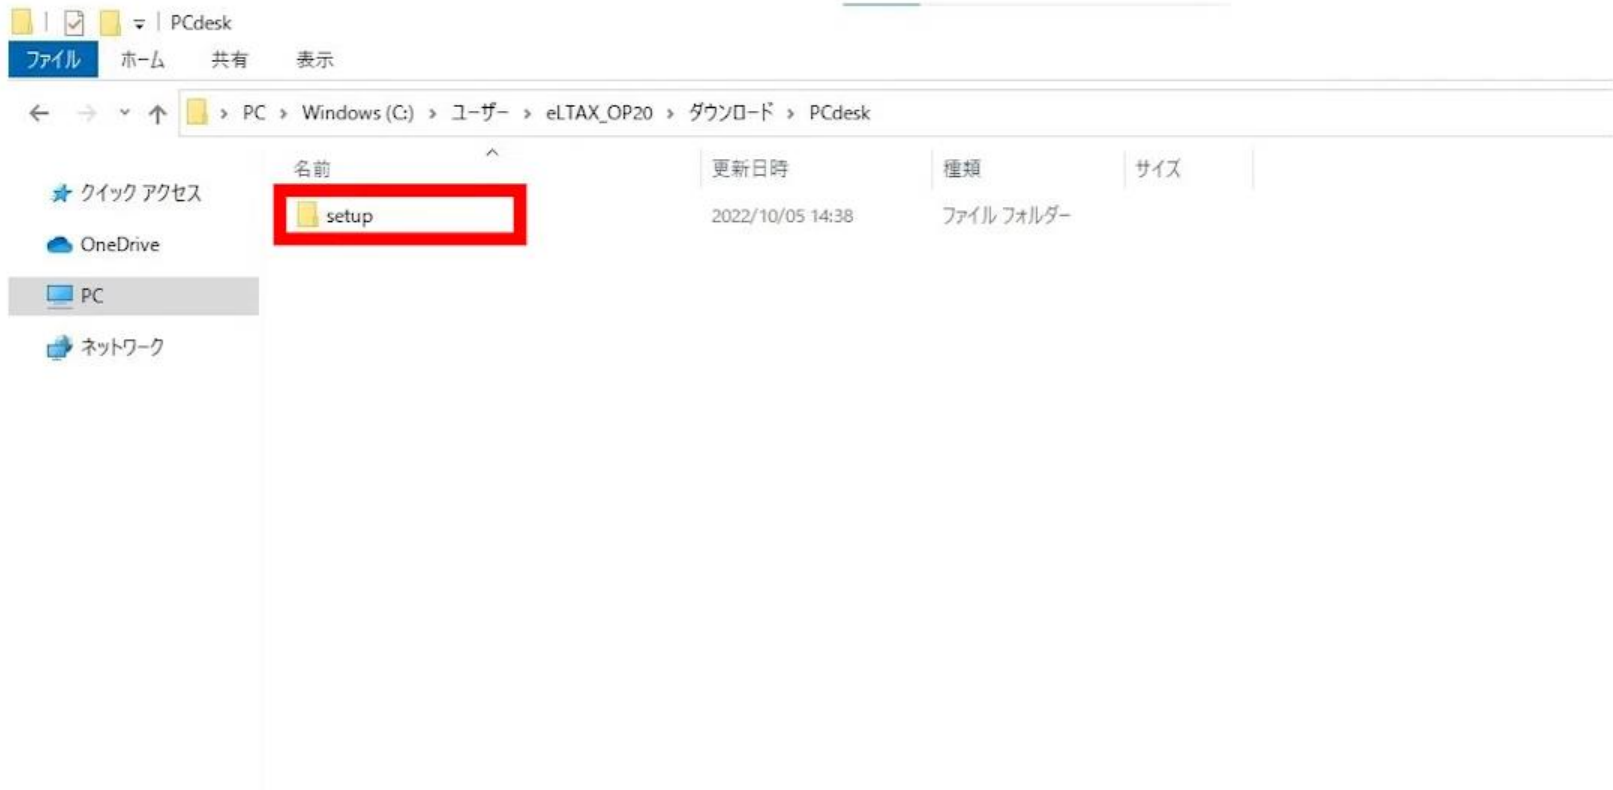 PCdesk
ファイル ホーム 共有 表示
PC › Windows (C:) › ユーザー › eLTAX_OP20 › ダウンロード › PCdesk
名前 更新日時 種類 サイズ
クイック アクセス
setup 2022/10/05 14:38 ファイル フォルダー
OneDrive
PC
ネットワーク